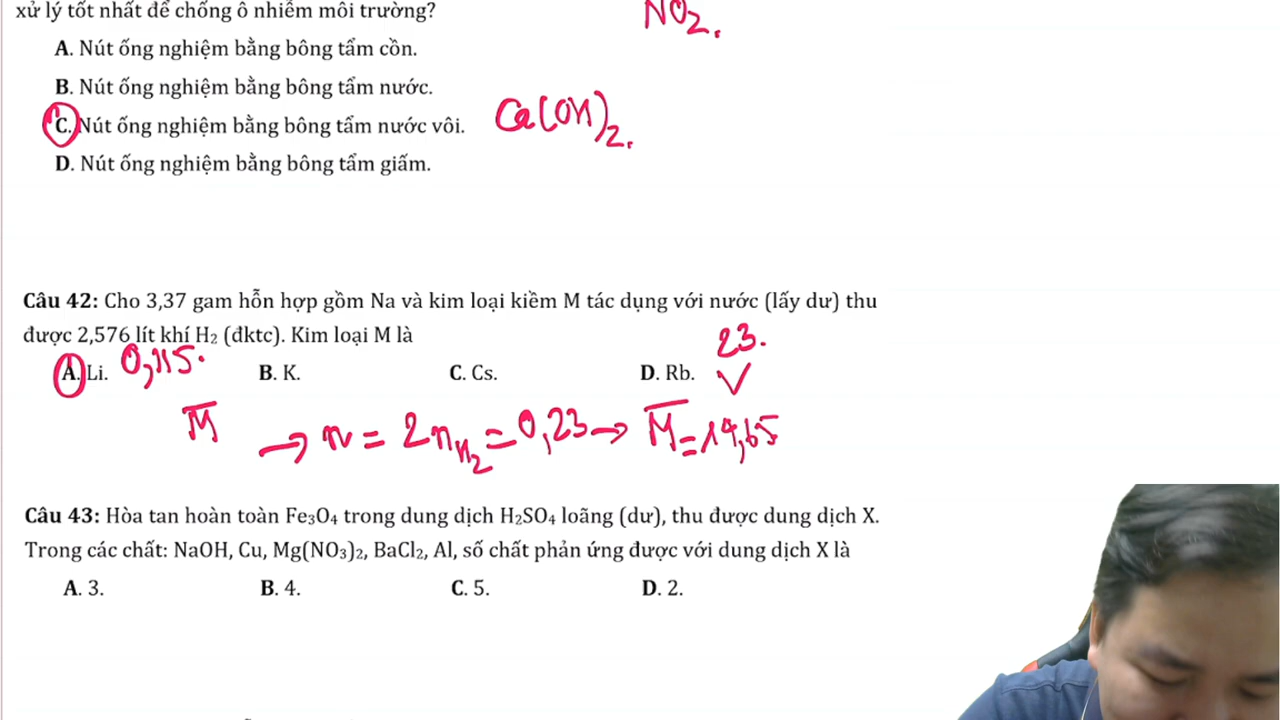 xử lý tốt nhất để chống ô nhiễm môi trường?
NO2.
A. Nút ống nghiệm bằng bông tẩm cồn.
B. Nút ống nghiệm bằng bông tẩm nước.
C. Nút ống nghiệm bằng bông tẩm nước vôi. Ca(OH)2.
D. Nút ống nghiệm bằng bông tẩm giấm.
Câu 42: Cho 3,37 gam hỗn hợp gồm Na và kim loại kiềm M tác dụng với nước (lấy dư) thu
được 2,576 lít khí H2 (đktc). Kim loại M là
0,115. 23.
A. Li. B. K. C. Cs. D. Rb.
M̅ → n = 2nH2 = 0,23 → M̅ = 14,65
Câu 43: Hòa tan hoàn toàn Fe3O4 trong dung dịch H2SO4 loãng (dư), thu được dung dịch X.
Trong các chất: NaOH, Cu, Mg(NO3)2, BaCl2, Al, số chất phản ứng được với dung dịch X là
A. 3. B. 4. C. 5. D. 2.